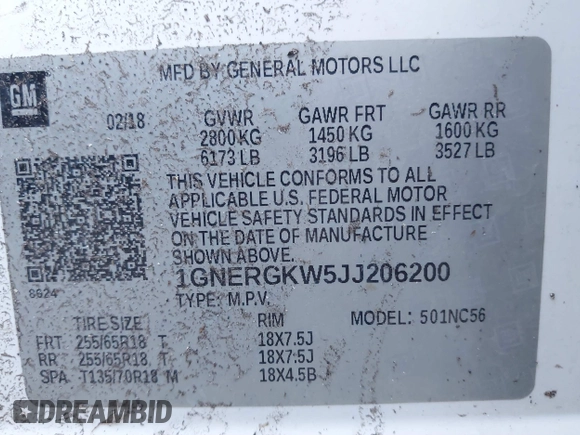 MFD BY GENERAL MOTORS LLC
GM
02/18 GVWR GAWR FRT GAWR RR
2800 KG 1450 KG 1600 KG
6173 LB 3196 LB 3527 LB
THIS VEHICLE CONFORMS TO ALL
APPLICABLE U.S. FEDERAL MOTOR
VEHICLE SAFETY STANDARDS IN EFFECT
ON THE DATE OF MANUFACTURE
SHOWN ABOVE.
8624 1GNERGKW5JJ206200
TYPE: M.P.V.
TIRE SIZE RIM MODEL: 501NC56
FRT 255/65R18 T 18X7.5J
RR 255/65R18 T 18X7.5J
SPA T135/70R18 M 18X4.5B
DREAMBID